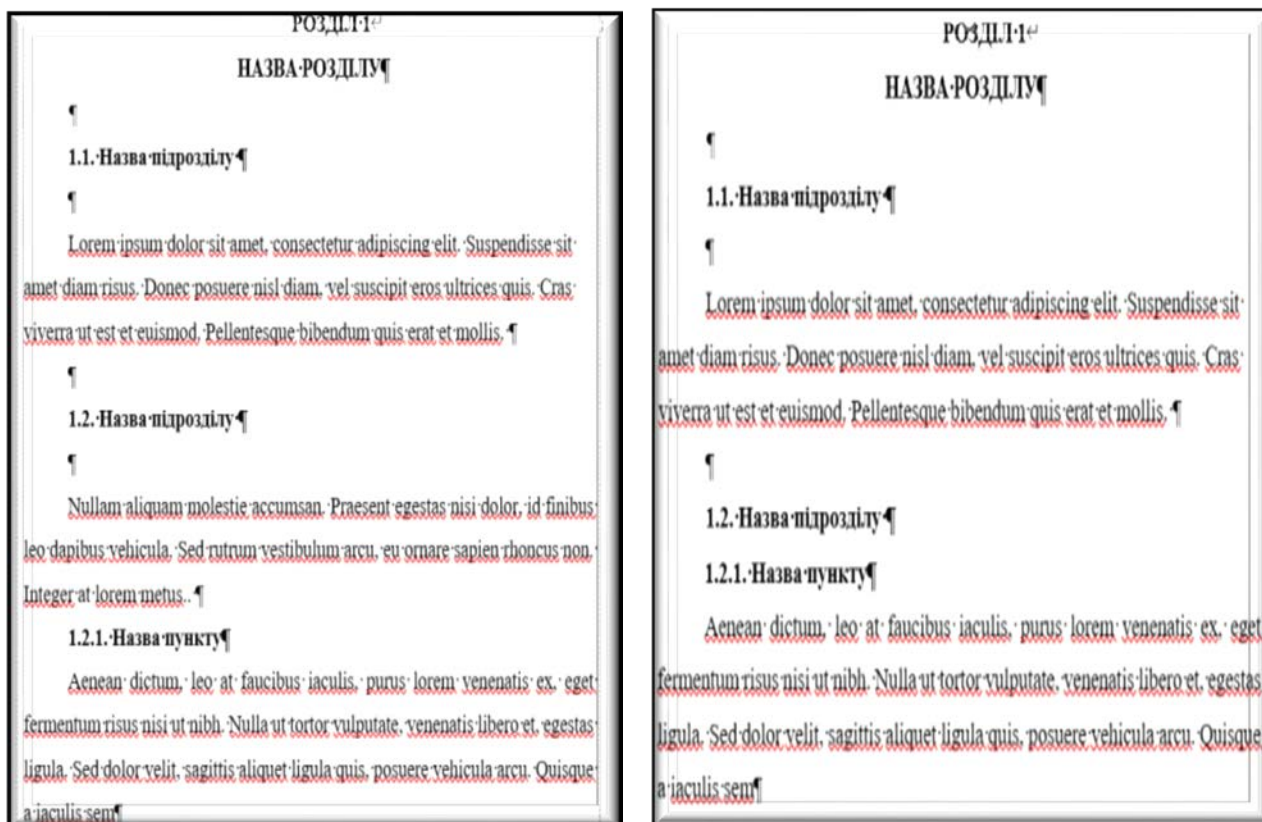 РОЗДІЛ·1↵
НАЗВА·РОЗДІЛУ¶
¶
1.1.·Назва·підрозділу·¶
¶
Lorem·ipsum·dolor·sit·amet,·consectetur·adipiscing·elit.·Suspendisse·sit·
amet·diam·risus.·Donec·posuere·nisl·diam,·vel·suscipit·eros·ultrices·quis.·Cras·
viverra·ut·est·et·euismod.·Pellentesque·bibendum·quis·erat·et·mollis.·¶
¶
1.2.·Назва·підрозділу·¶
¶
Nullam·aliquam·molestie·accumsan.·Praesent·egestas·nisi·dolor,·id·finibus·
leo·dapibus·vehicula.·Sed·rutrum·vestibulum·arcu,·eu·ornare·sapien·rhoncus·non.·
Integer·at·lorem·metus..·¶
1.2.1.·Назва·пункту¶
Aenean·dictum,·leo·at·faucibus·iaculis,·purus·lorem·venenatis·ex,·eget·
fermentum·risus·nisi·ut·nibh.·Nulla·ut·tortor·vulputate,·venenatis·libero·et,·egestas·
ligula.·Sed·dolor·velit,·sagittis·aliquet·ligula·quis,·posuere·vehicula·arcu.·Quisque·
a·iaculis·sem¶
РОЗДІЛ·1↵
НАЗВА·РОЗДІЛУ¶
¶
1.1.·Назва·підрозділу·¶
¶
Lorem·ipsum·dolor·sit·amet,·consectetur·adipiscing·elit.·Suspendisse·sit·
amet·diam·risus.·Donec·posuere·nisl·diam,·vel·suscipit·eros·ultrices·quis.·Cras·
viverra·ut·est·et·euismod.·Pellentesque·bibendum·quis·erat·et·mollis.·¶
¶
1.2.·Назва·підрозділу·¶
1.2.1.·Назва·пункту¶
Aenean·dictum,·leo·at·faucibus·iaculis,·purus·lorem·venenatis·ex,·eget
fermentum·risus·nisi·ut·nibh.·Nulla·ut·tortor·vulputate,·venenatis·libero·et,·egestas
ligula.·Sed·dolor·velit,·sagittis·aliquet·ligula·quis,·posuere·vehicula·arcu.·Quisque
a·iaculis·sem¶